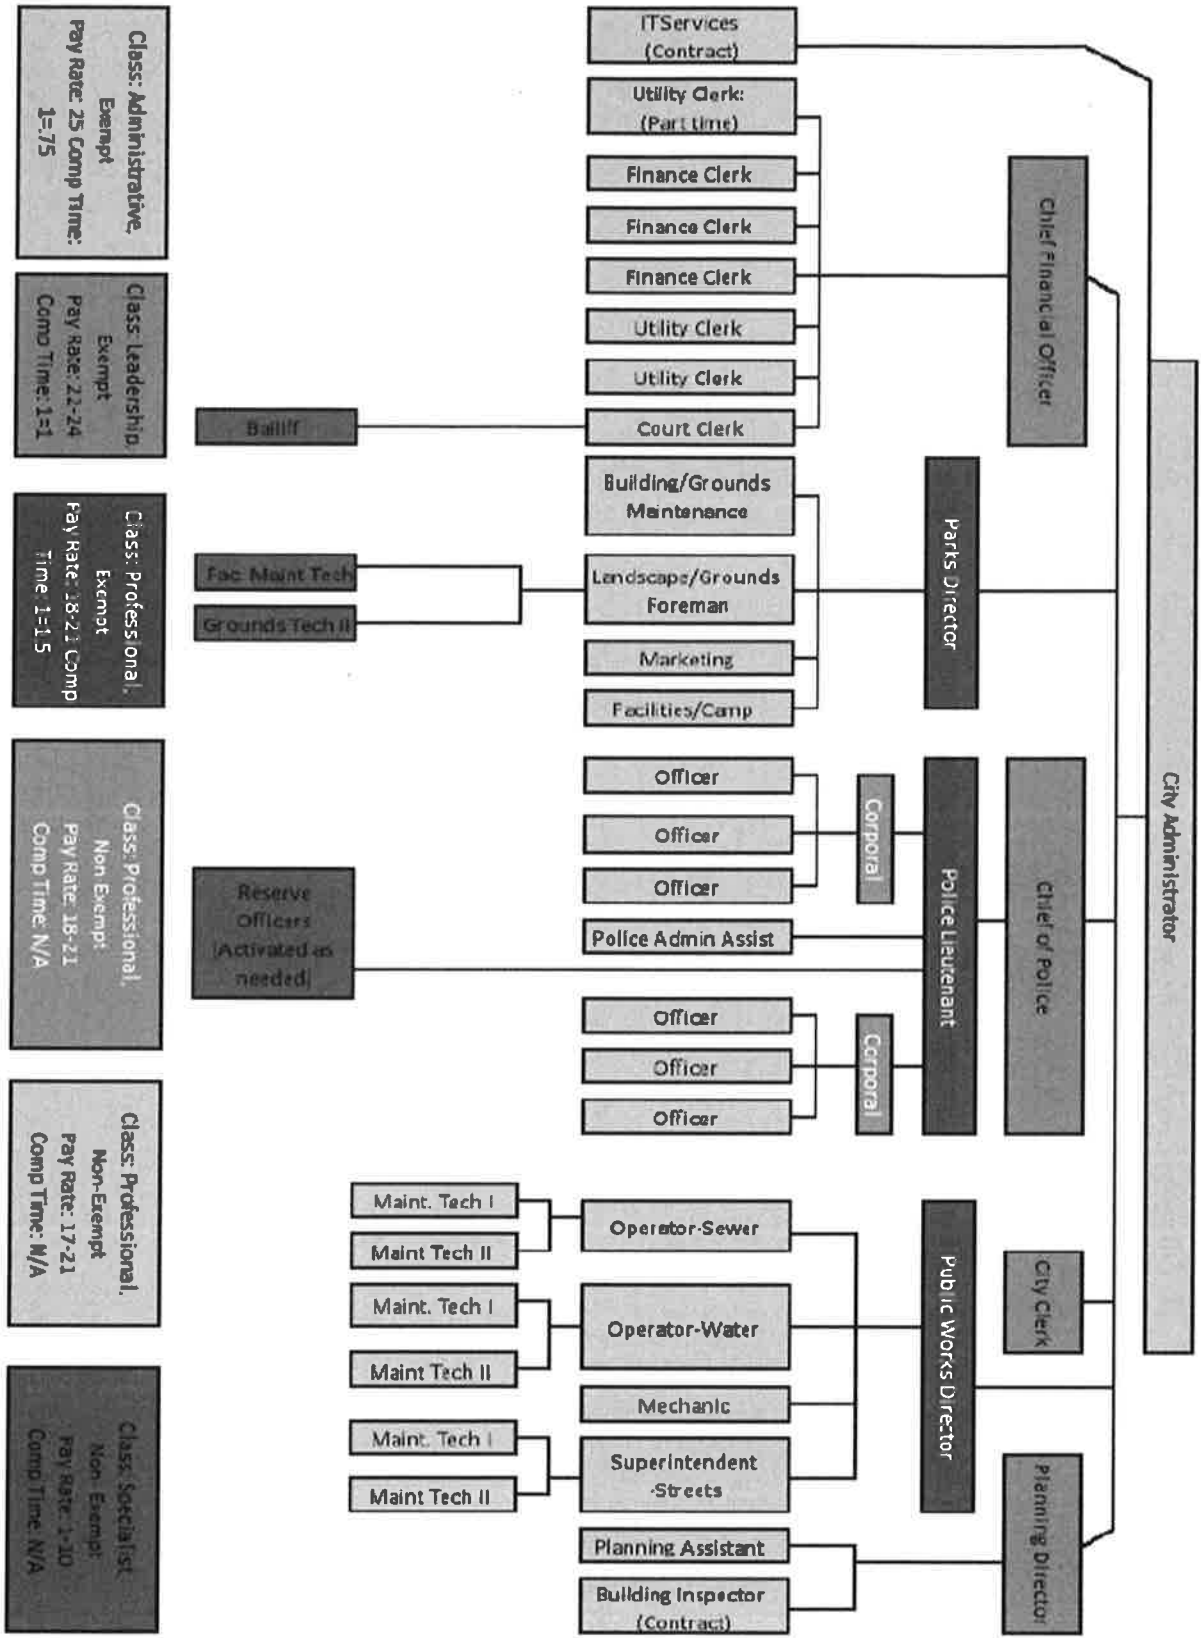 City Administrator
ITServices
(Contract)
Chief Financial Officer
Utility Clerk:
(Part time)
Finance Clerk
Finance Clerk
Finance Clerk
Utility Clerk
Utility Clerk
Court Clerk
Bailiff
Parks Director
Building/Grounds
Maintenance
Landscape/Grounds
Foreman
Fac. Maint Tech
Grounds Tech II
Marketing
Facilities/Camp
Chief of Police
Police Lieutenant
Corporal
Officer
Officer
Officer
Police Admin Assist
Reserve
Officers
(Activated as
needed)
Corporal
Officer
Officer
Officer
City Clerk
Public Works Director
Operator-Sewer
Maint. Tech I
Maint Tech II
Operator-Water
Maint. Tech I
Maint Tech II
Mechanic
Superintendent
-Streets
Maint. Tech I
Maint Tech II
Planning Director
Planning Assistant
Building Inspector
(Contract)
Class: Administrative,
Exempt
Pay Rate: 25 Comp Time:
1=.75
Class: Leadership,
Exempt
Pay Rate: 22-24
Comp Time: 1=1
Class: Professional,
Exempt
Pay Rate: 18-21 Comp
Time: 1=1.5
Class: Professional,
Non Exempt
Pay Rate: 18-21
Comp Time: N/A
Class: Professional,
Non-Exempt
Pay Rate: 17-21
Comp Time: N/A
Class: Specialist
Non-Exempt
Pay Rate: 1-10
Comp Time: N/A